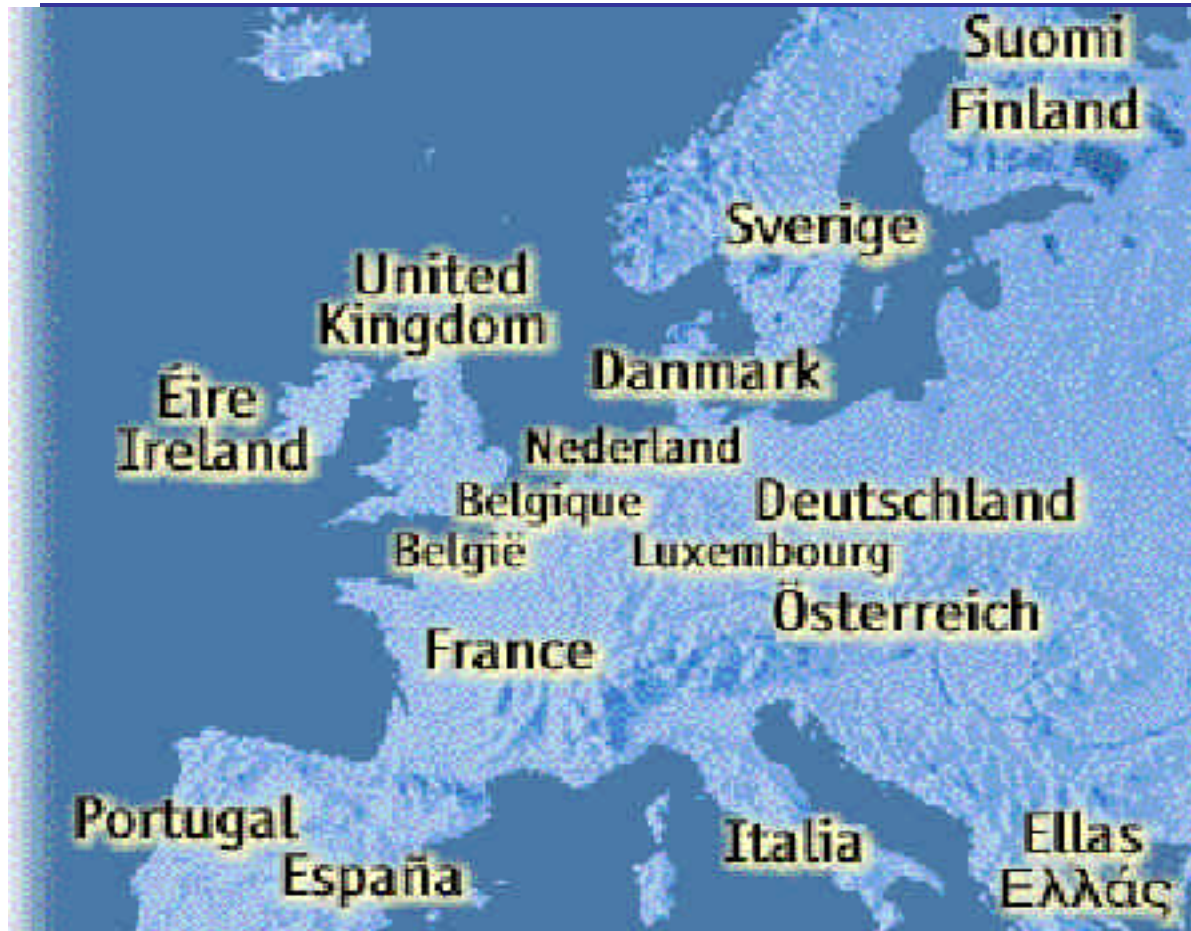 Suomi
Finland
Sverige
United
Kingdom
Danmark
Éire
Ireland
Nederland
Belgique
Deutschland
België
Luxembourg
Österreich
France
Portugal
España
Italia
Ellas
Ελλάς